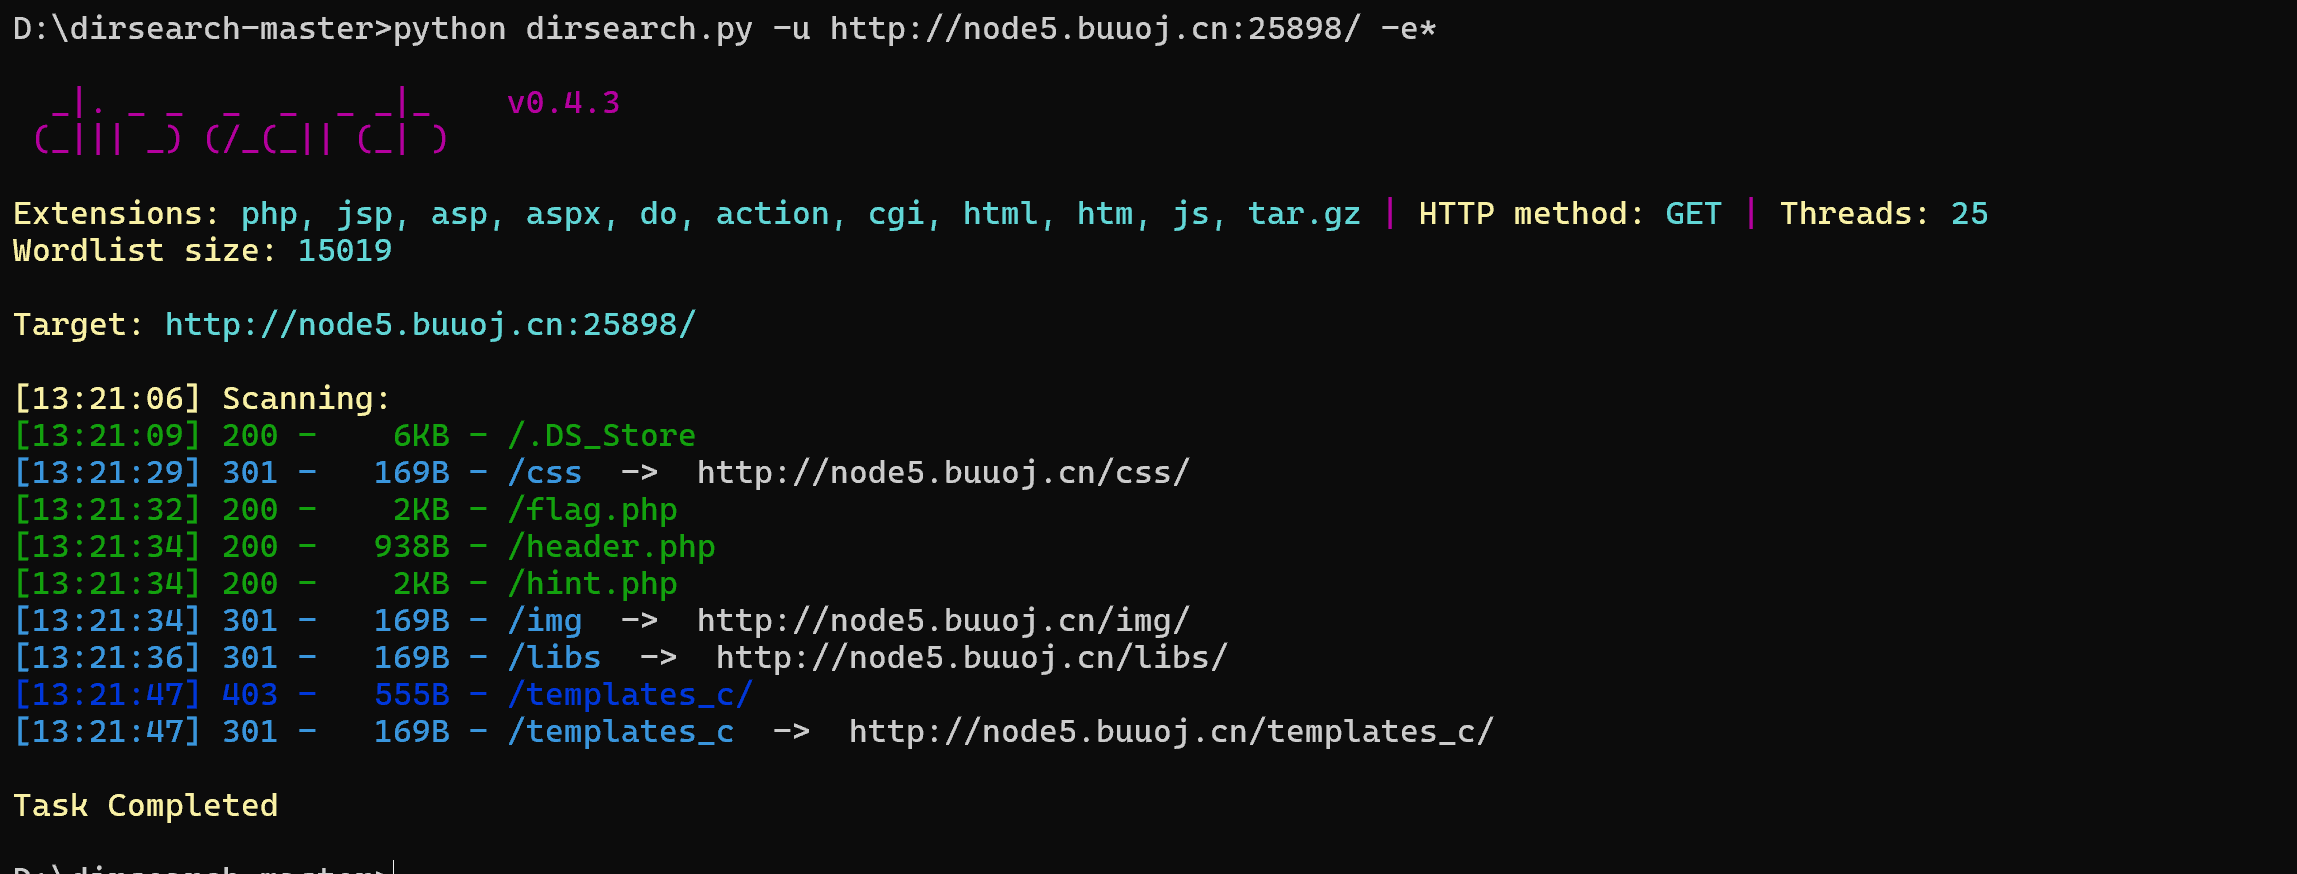 D:\dirsearch-master>python dirsearch.py -u http://node5.buuoj.cn:25898/ -e*
  _|. _ _  _  _  _ _|_    v0.4.3
 (_||| _) (/_(_|| (_| )
Extensions: php, jsp, asp, aspx, do, action, cgi, html, htm, js, tar.gz | HTTP method: GET | Threads: 25
Wordlist size: 15019
Target: http://node5.buuoj.cn:25898/
[13:21:06] Scanning:
[13:21:09] 200 -    6KB - /.DS_Store
[13:21:29] 301 -   169B - /css  ->  http://node5.buuoj.cn/css/
[13:21:32] 200 -    2KB - /flag.php
[13:21:34] 200 -   938B - /header.php
[13:21:34] 200 -    2KB - /hint.php
[13:21:34] 301 -   169B - /img  ->  http://node5.buuoj.cn/img/
[13:21:36] 301 -   169B - /libs  ->  http://node5.buuoj.cn/libs/
[13:21:47] 403 -   555B - /templates_c/
[13:21:47] 301 -   169B - /templates_c  ->  http://node5.buuoj.cn/templates_c/
Task Completed
D:\dirsearch-master>